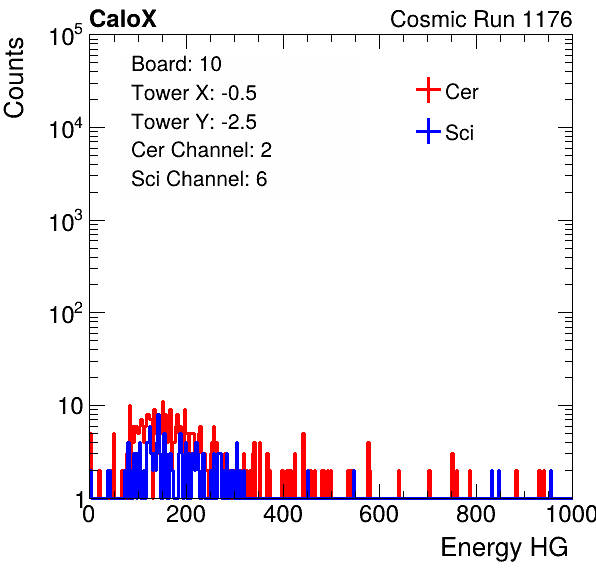 CaloX Cosmic Run 1176
Counts
10^5
Board: 10
Tower X: -0.5
Tower Y: -2.5
Cer Channel: 2
Sci Channel: 6
Cer
Sci
10^4
10^3
10^2
10
1
0 200 400 600 800 1000
Energy HG